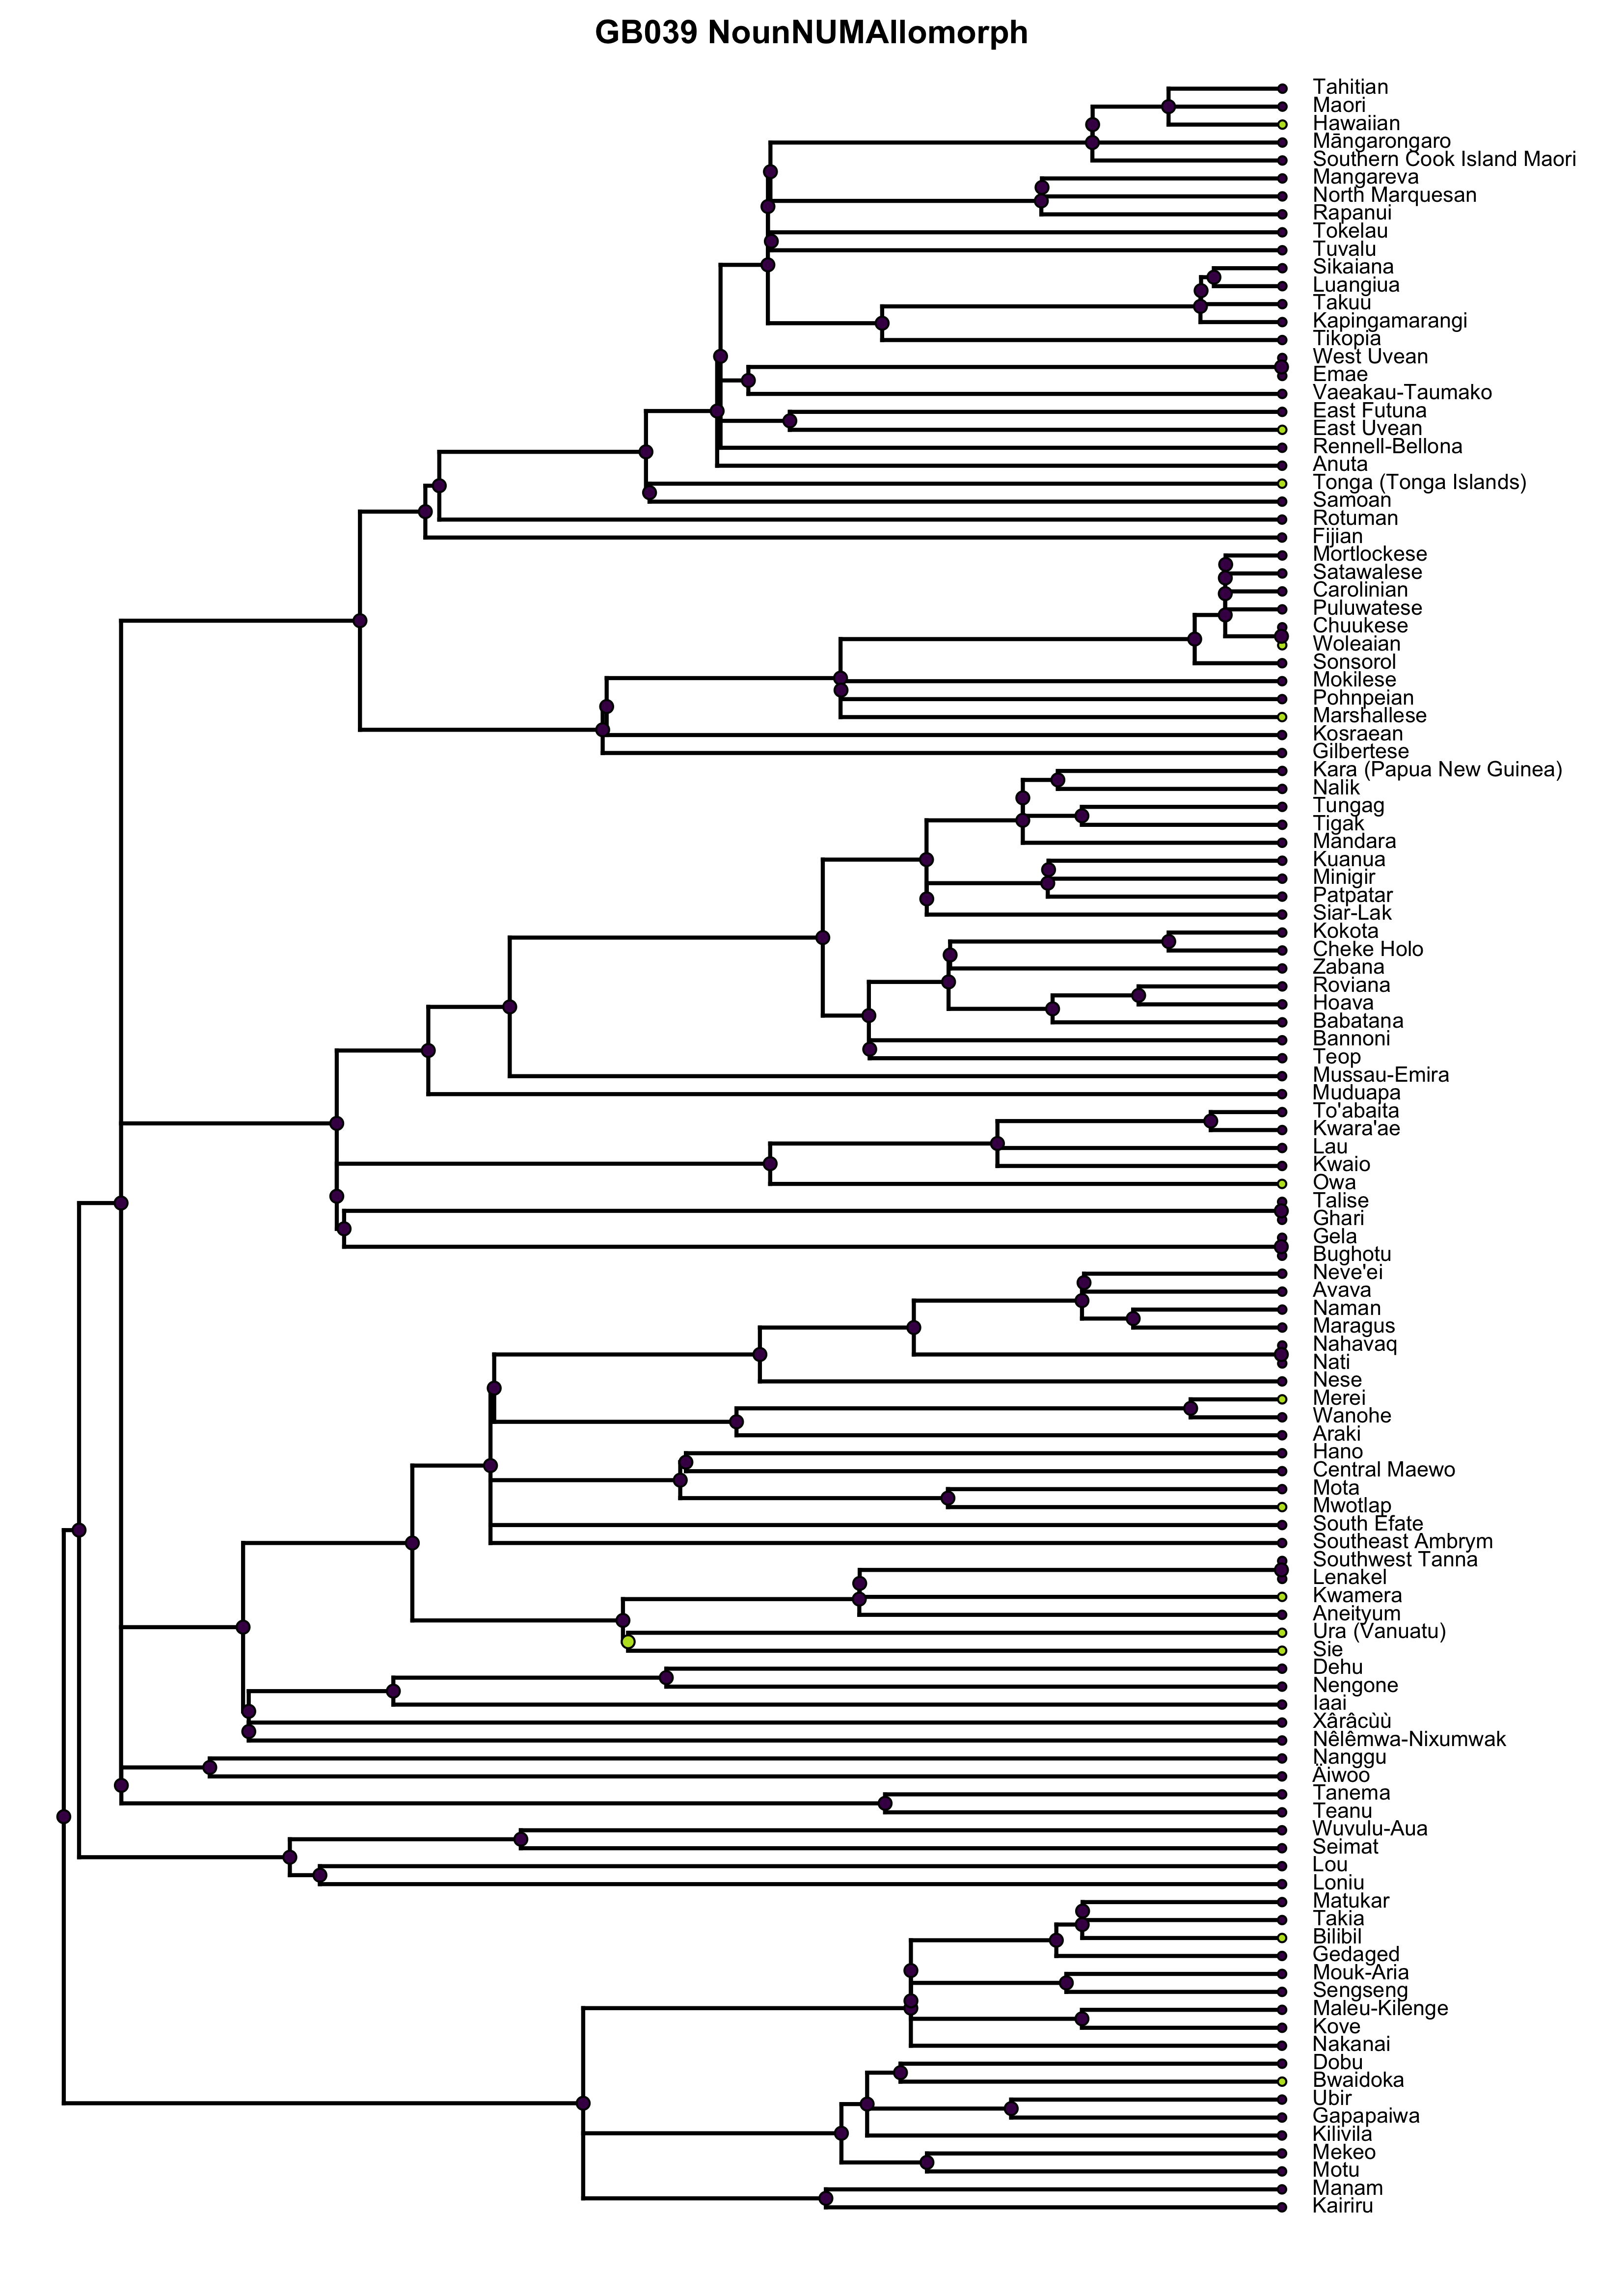 GB039 NounNUMAllomorph
Tahitian
Maori
Hawaiian
Māngarongaro
Southern Cook Island Maori
Mangareva
North Marquesan
Rapanui
Tokelau
Tuvalu
Sikaiana
Luangiua
Takuu
Kapingamarangi
Tikopia
West Uvean
Emae
Vaeakau-Taumako
East Futuna
East Uvean
Rennell-Bellona
Anuta
Tonga (Tonga Islands)
Samoan
Rotuman
Fijian
Mortlockese
Satawalese
Carolinian
Puluwatese
Chuukese
Woleaian
Sonsorol
Mokilese
Pohnpeian
Marshallese
Kosraean
Gilbertese
Kara (Papua New Guinea)
Nalik
Tungag
Tigak
Mandara
Kuanua
Minigir
Patpatar
Siar-Lak
Kokota
Cheke Holo
Zabana
Roviana
Hoava
Babatana
Bannoni
Teop
Mussau-Emira
Muduapa
To'abaita
Kwara'ae
Lau
Kwaio
Owa
Talise
Ghari
Gela
Bughotu
Neve'ei
Avava
Naman
Maragus
Nahavaq
Nati
Nese
Merei
Wanohe
Araki
Hano
Central Maewo
Mota
Mwotlap
South Efate
Southeast Ambrym
Southwest Tanna
Lenakel
Kwamera
Aneityum
Ura (Vanuatu)
Sie
Dehu
Nengone
Iaai
Xârâcùù
Nêlêmwa-Nixumwak
Nanggu
Äiwoo
Tanema
Teanu
Wuvulu-Aua
Seimat
Lou
Loniu
Matukar
Takia
Bilibil
Gedaged
Mouk-Aria
Sengseng
Maleu-Kilenge
Kove
Nakanai
Dobu
Bwaidoka
Ubir
Gapapaiwa
Kilivila
Mekeo
Motu
Manam
Kairiru